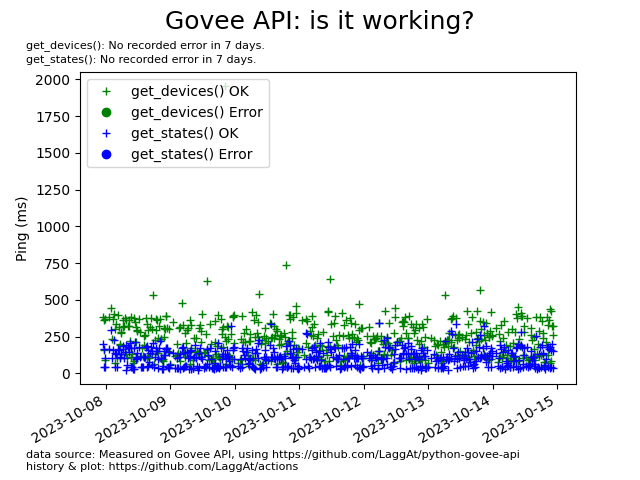 Govee API: is it working?
get_devices(): No recorded error in 7 days.
get_states(): No recorded error in 7 days.
2000
1750
1500
1250
1000
750
500
250
0
Ping (ms)
get_devices() OK
get_devices() Error
get_states() OK
get_states() Error
2023-10-08
2023-10-09
2023-10-10
2023-10-11
2023-10-12
2023-10-13
2023-10-14
2023-10-15
data source: Measured on Govee API, using https://github.com/LaggAt/python-govee-api
history & plot: https://github.com/LaggAt/actions